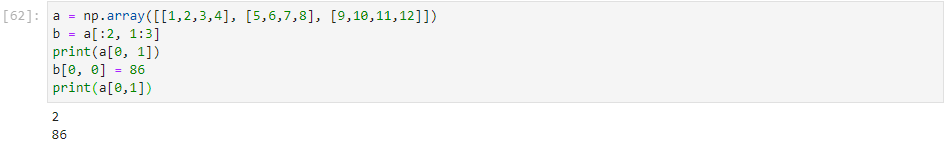 [62]: a = np.array([[1,2,3,4], [5,6,7,8], [9,10,11,12]])
b = a[:2, 1:3]
print(a[0, 1])
b[0, 0] = 86
print(a[0,1])
2
86